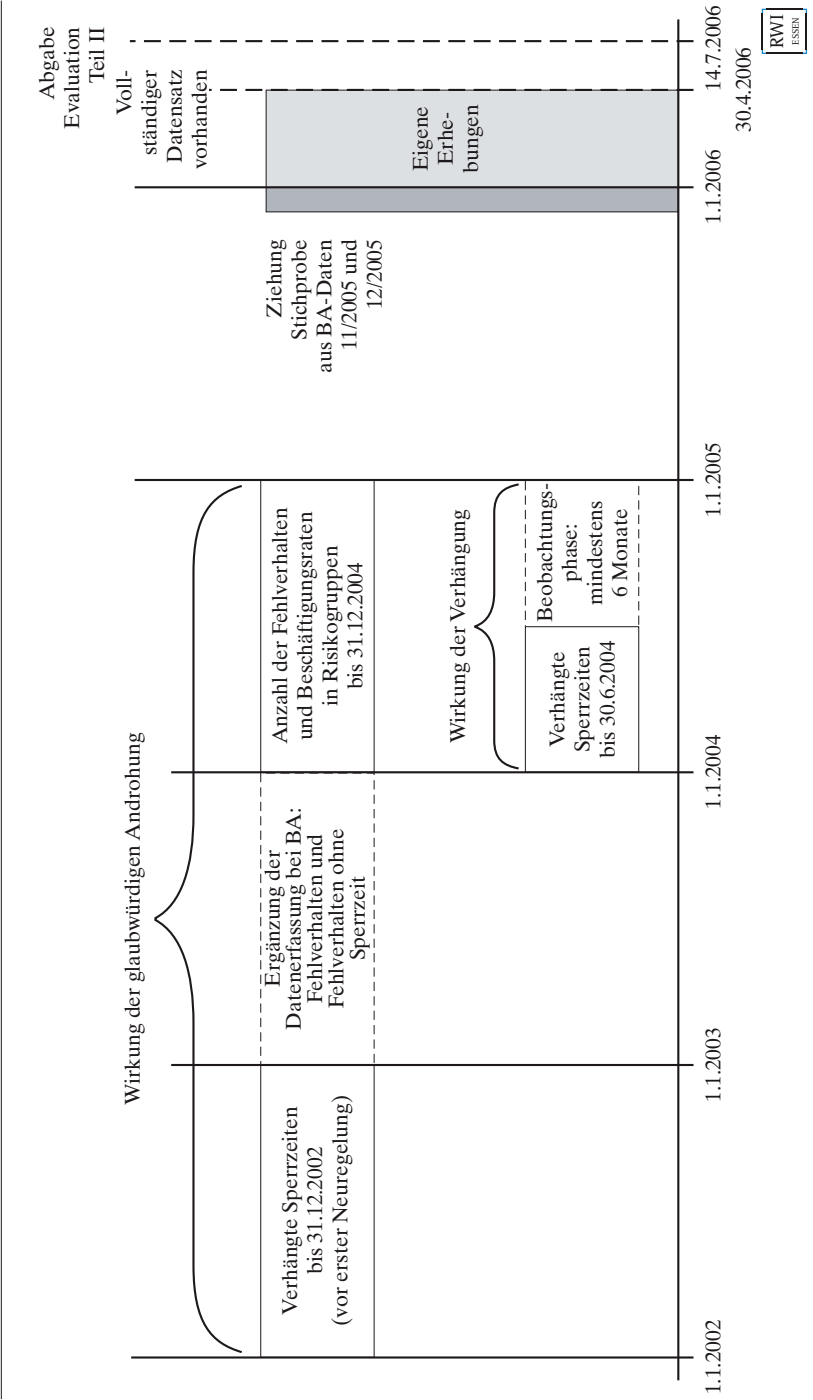 Wirkung der glaubwürdigen Androhung
Verhängte Sperrzeiten
bis 31.12.2002
(vor erster Neuregelung)
Ergänzung der
Datenerfassung bei BA:
Fehlverhalten und
Fehlverhalten ohne
Sperrzeit
Anzahl der Fehlverhalten
und Beschäftigungsraten
in Risikogruppen
bis 31.12.2004
Wirkung der Verhängung
Verhängte
Sperrzeiten
bis 30.6.2004
Beobachtungs-
phase:
mindestens
6 Monate
Ziehung
Stichprobe
aus BA-Daten
11/2005 und
12/2005
Eigene
Erhe-
bungen
Voll-
ständiger
Datensatz
vorhanden
Abgabe
Evaluation
Teil II
1.1.2002
1.1.2003
1.1.2004
1.1.2005
1.1.2006
14.7.2006
30.4.2006
RWI
ESSEN